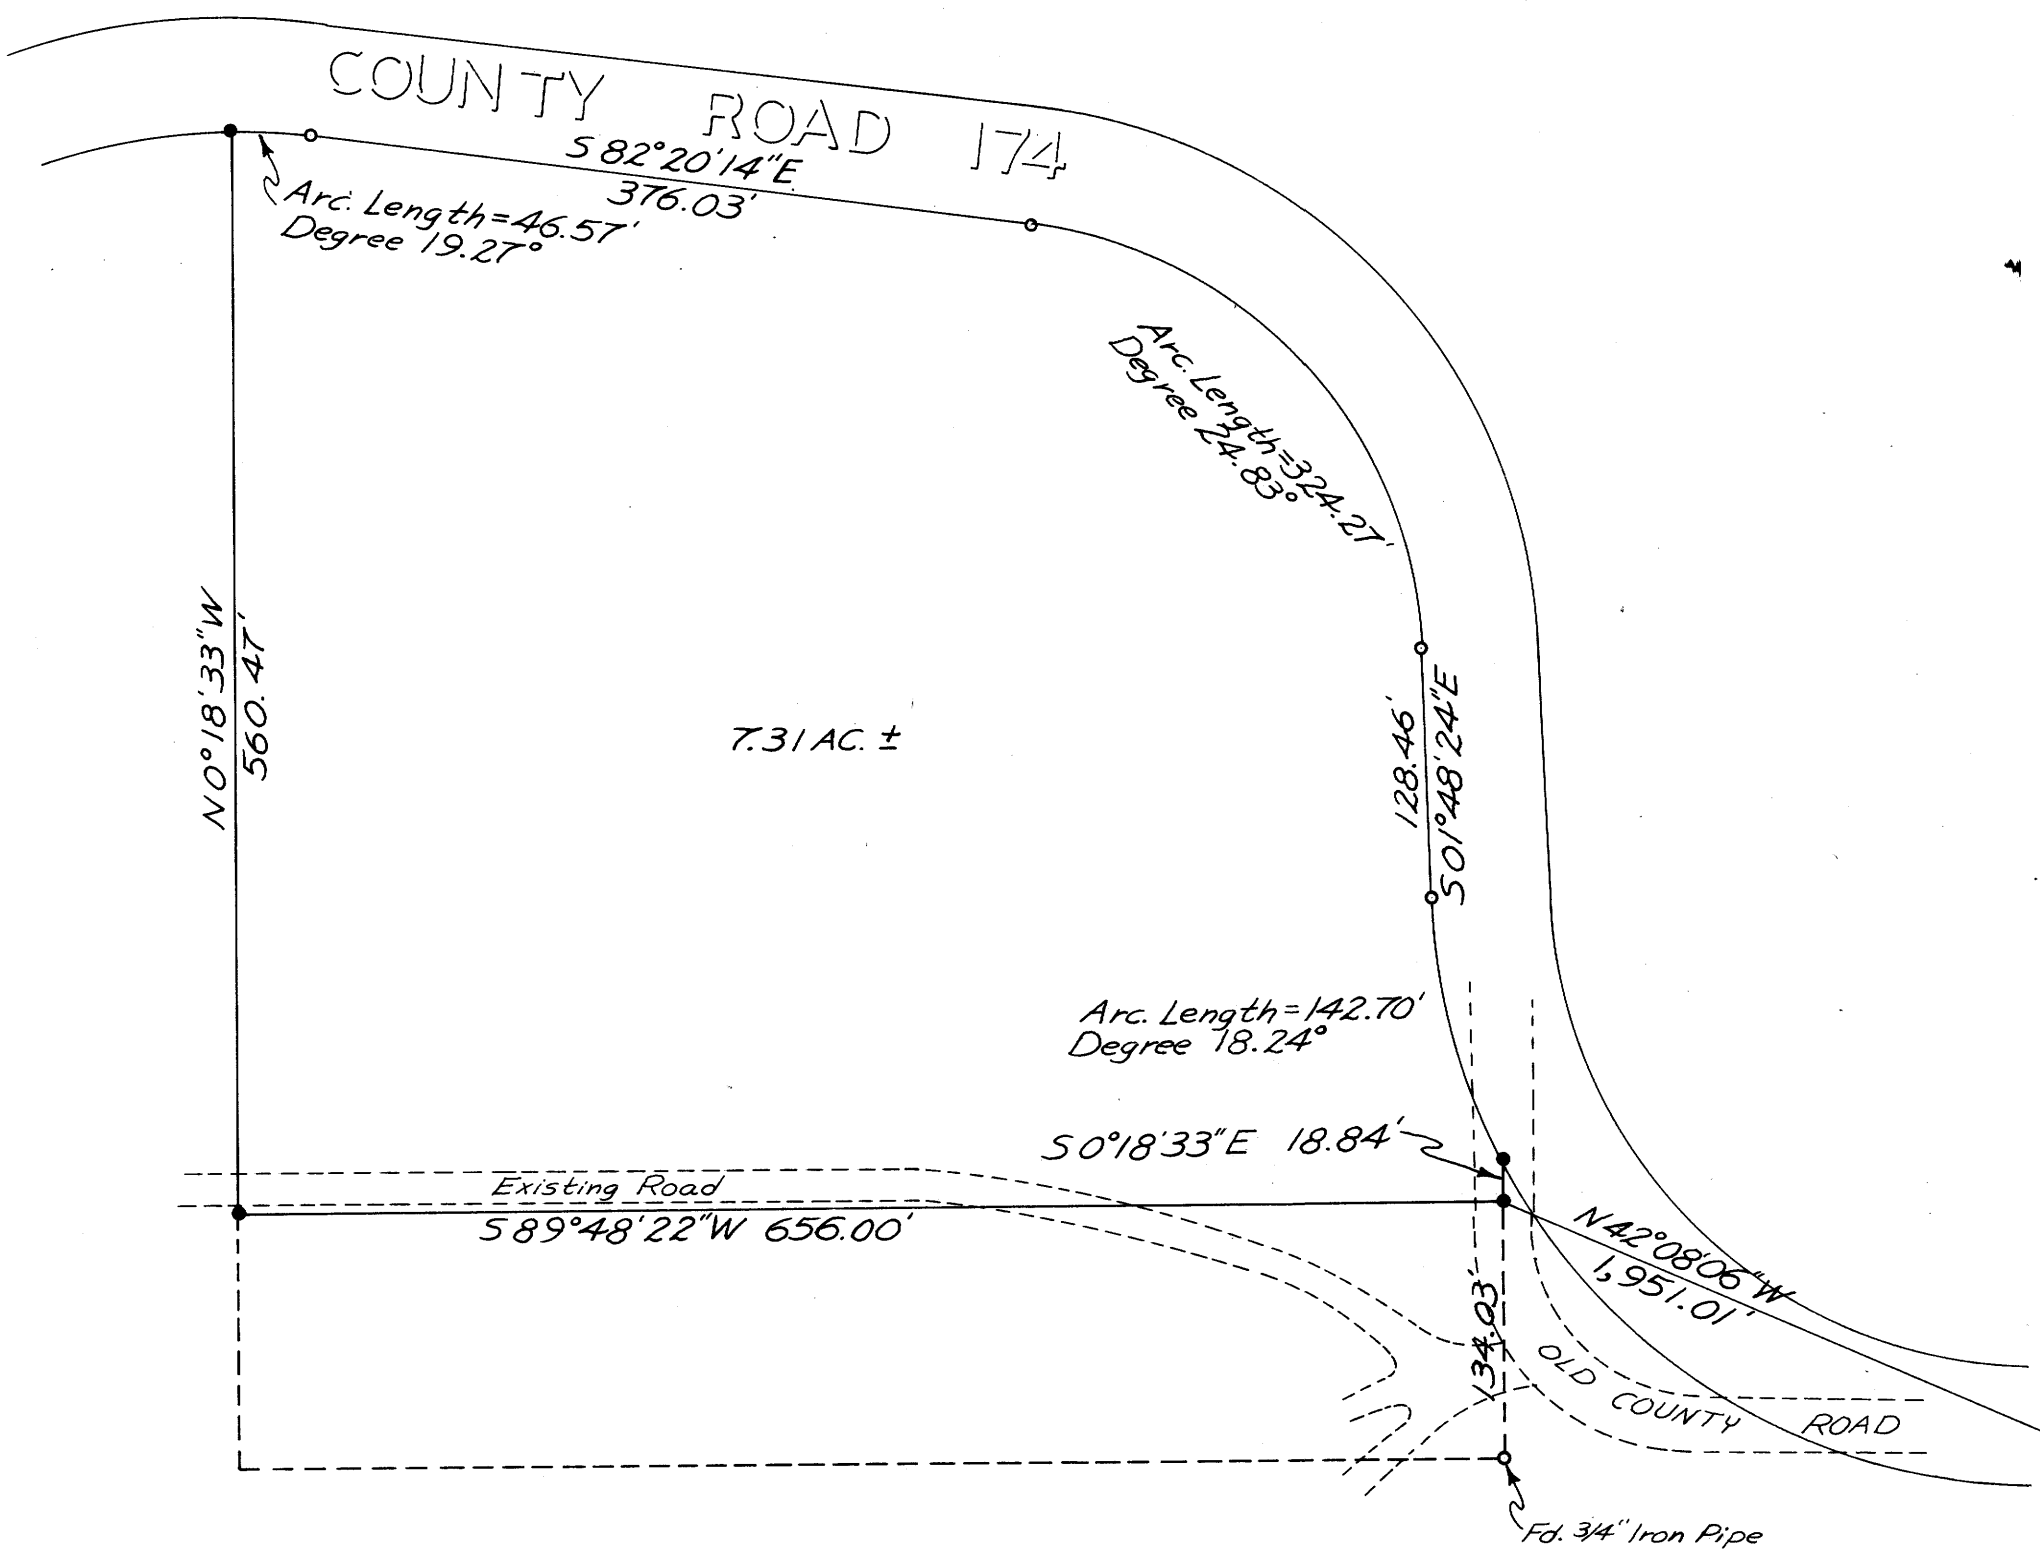 COUNTY ROAD 174
S 82°20'14"E
376.03'
Arc. Length=46.57'
Degree 19.27°
Arc. Length=324.27'
Degree 24.83°
N 0°18'33"W
560.47'
128.46'
S 01°48'24"E
7.31 AC. ±
Arc. Length=142.70'
Degree 18.24°
S 0°18'33"E 18.84'
Existing Road
S 89°48'22"W 656.00'
N 42°08'06"W
1,951.01'
134.03'
OLD COUNTY ROAD
Fd. 3/4" Iron Pipe